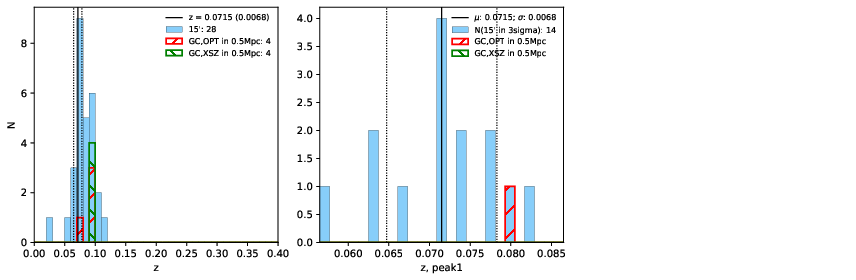 z = 0.0715 (0.0068)
15': 28
GC,OPT in 0.5Mpc: 4
GC,XSZ in 0.5Mpc: 4
N
8
6
4
2
0
0.00 0.05 0.10 0.15 0.20 0.25 0.30 0.35 0.40
z
μ: 0.0715; σ: 0.0068
N(15' in 3sigma): 14
GC,OPT in 0.5Mpc
GC,XSZ in 0.5Mpc
4.0
3.5
3.0
2.5
2.0
1.5
1.0
0.5
0.0
0.060 0.065 0.070 0.075 0.080 0.085
z, peak1